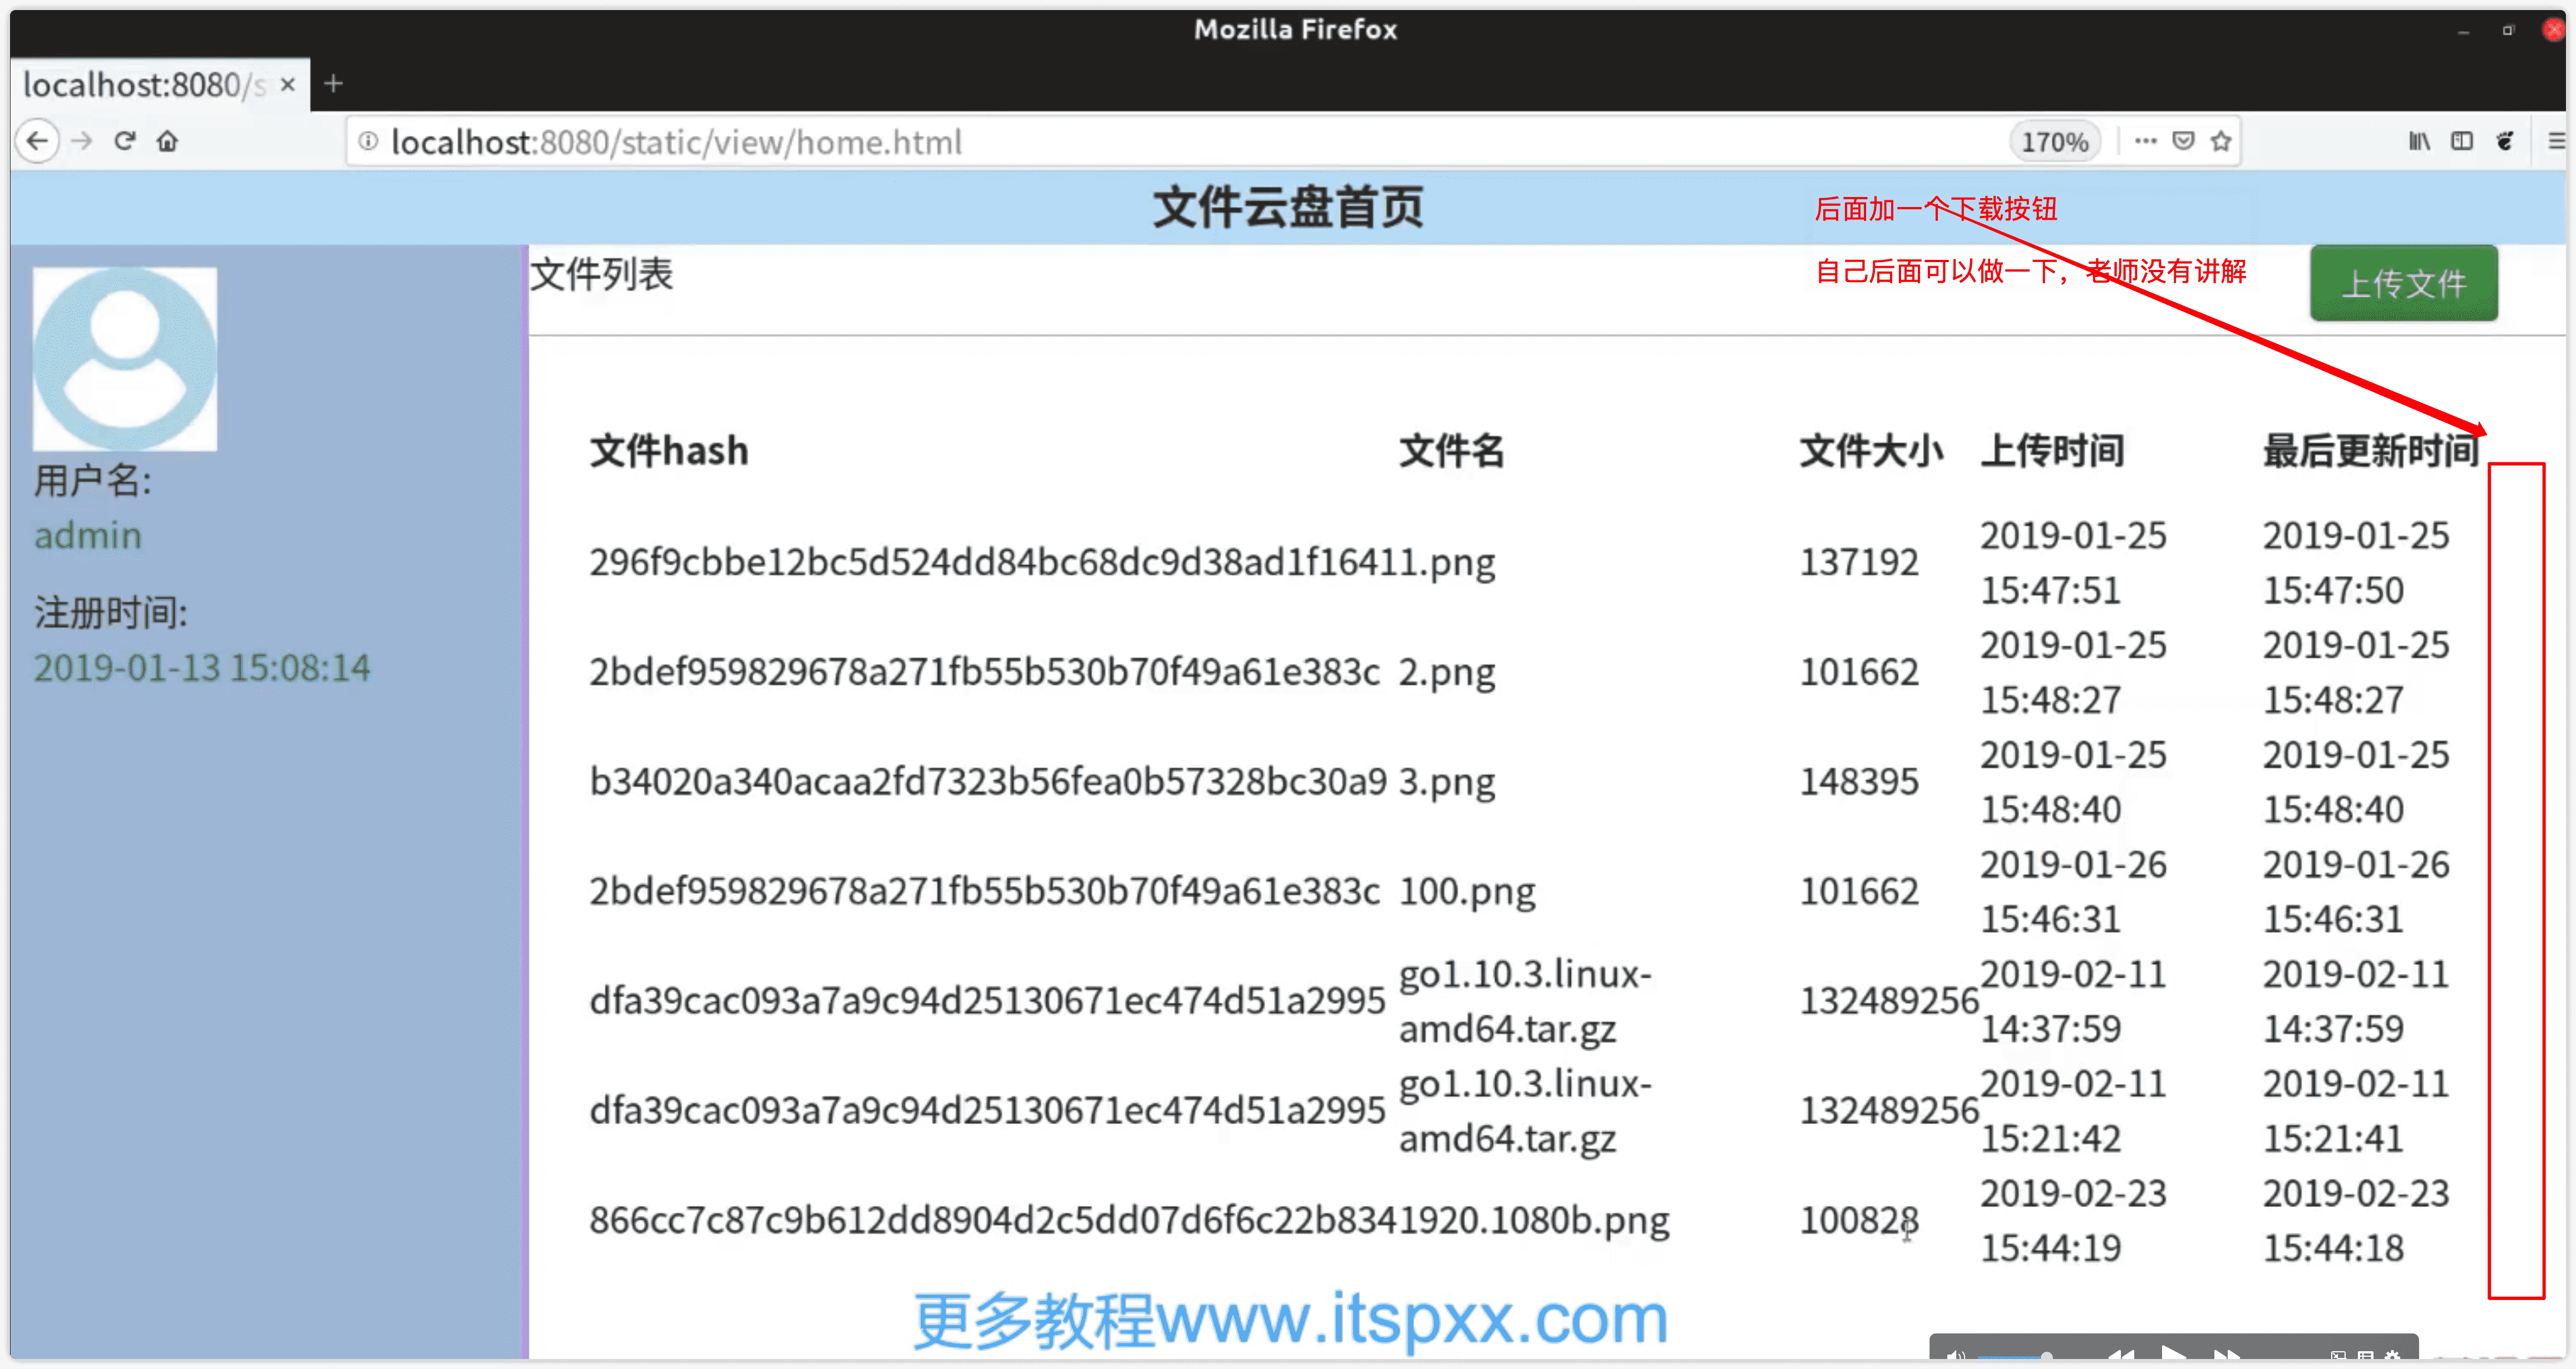 Mozilla Firefox
localhost:8080/s
localhost:8080/static/view/home.html
170%
文件云盘首页
后面加一个下载按钮
文件列表
自己后面可以做一下，老师没有讲解
上传文件
用户名:
admin
注册时间:
2019-01-13 15:08:14
文件hash 文件名 文件大小 上传时间 最后更新时间
296f9cbbe12bc5d524dd84bc68dc9d38ad1f16411.png 137192 2019-01-25 15:47:51 2019-01-25 15:47:50
2bdef959829678a271fb55b530b70f49a61e383c 2.png 101662 2019-01-25 15:48:27 2019-01-25 15:48:27
b34020a340acaa2fd7323b56fea0b57328bc30a9 3.png 148395 2019-01-25 15:48:40 2019-01-25 15:48:40
2bdef959829678a271fb55b530b70f49a61e383c 100.png 101662 2019-01-26 15:46:31 2019-01-26 15:46:31
dfa39cac093a7a9c94d25130671ec474d51a2995 go1.10.3.linux-amd64.tar.gz 132489256 2019-02-11 14:37:59 2019-02-11 14:37:59
dfa39cac093a7a9c94d25130671ec474d51a2995 go1.10.3.linux-amd64.tar.gz 132489256 2019-02-11 15:21:42 2019-02-11 15:21:41
866cc7c87c9b612dd8904d2c5dd07d6f6c22b8341920.1080b.png 100828 2019-02-23 15:44:19 2019-02-23 15:44:18
更多教程www.itspxx.com